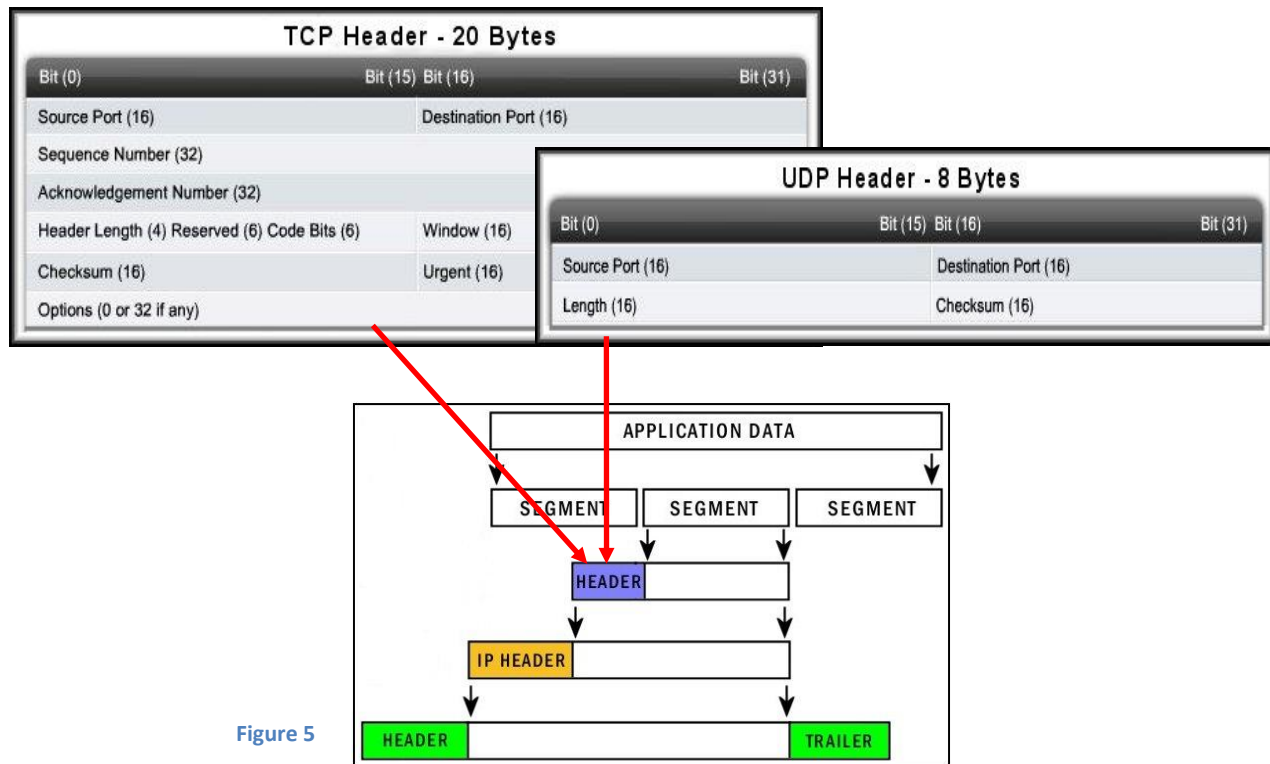 TCP Header - 20 Bytes
Bit (0) Bit (15) Bit (16) Bit (31)
Source Port (16) Destination Port (16)
Sequence Number (32)
Acknowledgement Number (32)
Header Length (4) Reserved (6) Code Bits (6) Window (16)
Checksum (16) Urgent (16)
Options (0 or 32 if any)
UDP Header - 8 Bytes
Bit (0) Bit (15) Bit (16) Bit (31)
Source Port (16) Destination Port (16)
Length (16) Checksum (16)
APPLICATION DATA
SEGMENT SEGMENT SEGMENT
HEADER
IP HEADER
HEADER TRAILER
Figure 5